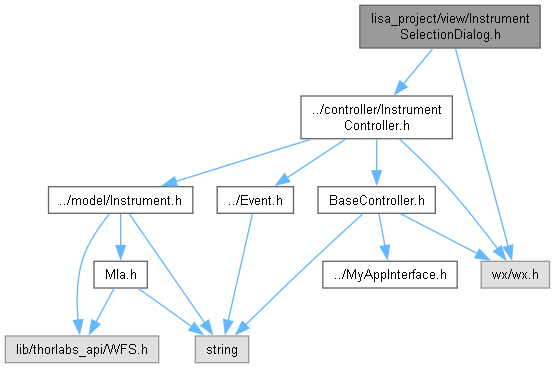 lisa_project/view/Instrument
SelectionDialog.h
../controller/Instrument
Controller.h
../model/Instrument.h
../Event.h
BaseController.h
Mla.h
../MyAppInterface.h
wx/wx.h
lib/thorlabs_api/WFS.h
string